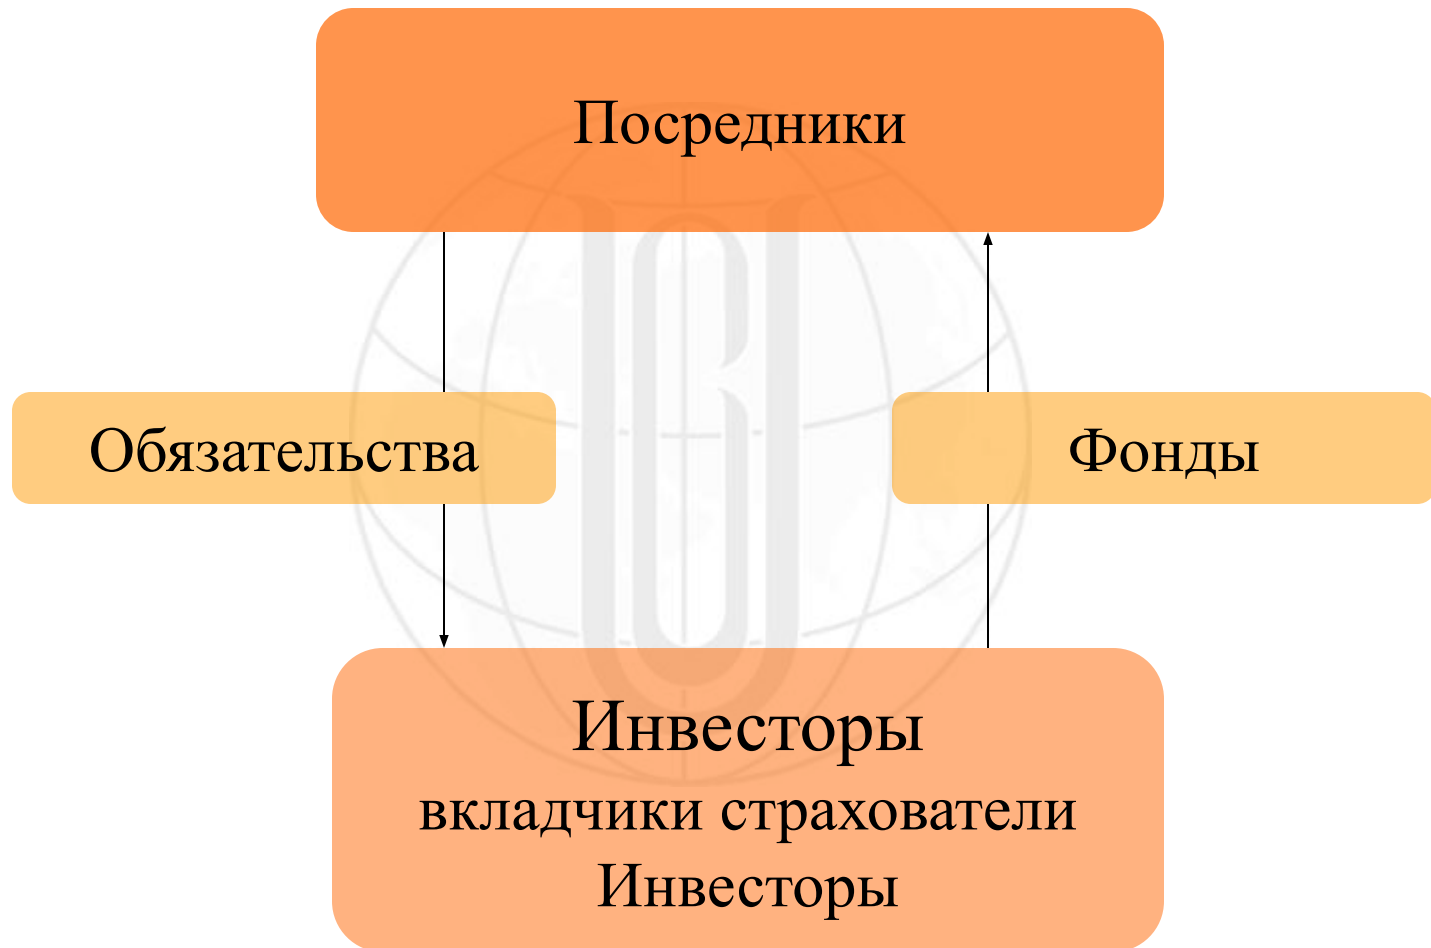 Посредники
Обязательства
Фонды
Инвесторы
вкладчики страхователи
Инвесторы